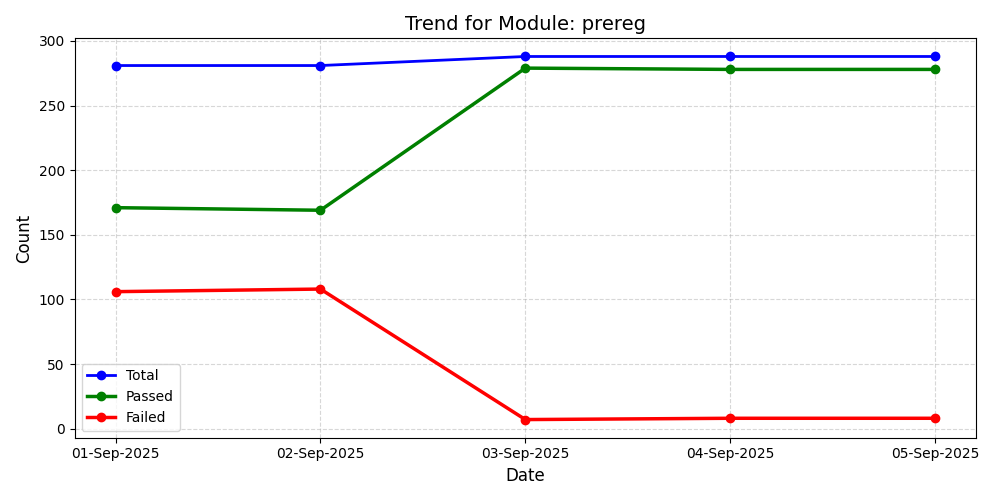 Trend for Module: prereg
300
250
200
150
100
50
0
Count
Total
Passed
Failed
01-Sep-2025 02-Sep-2025 03-Sep-2025 04-Sep-2025 05-Sep-2025
Date